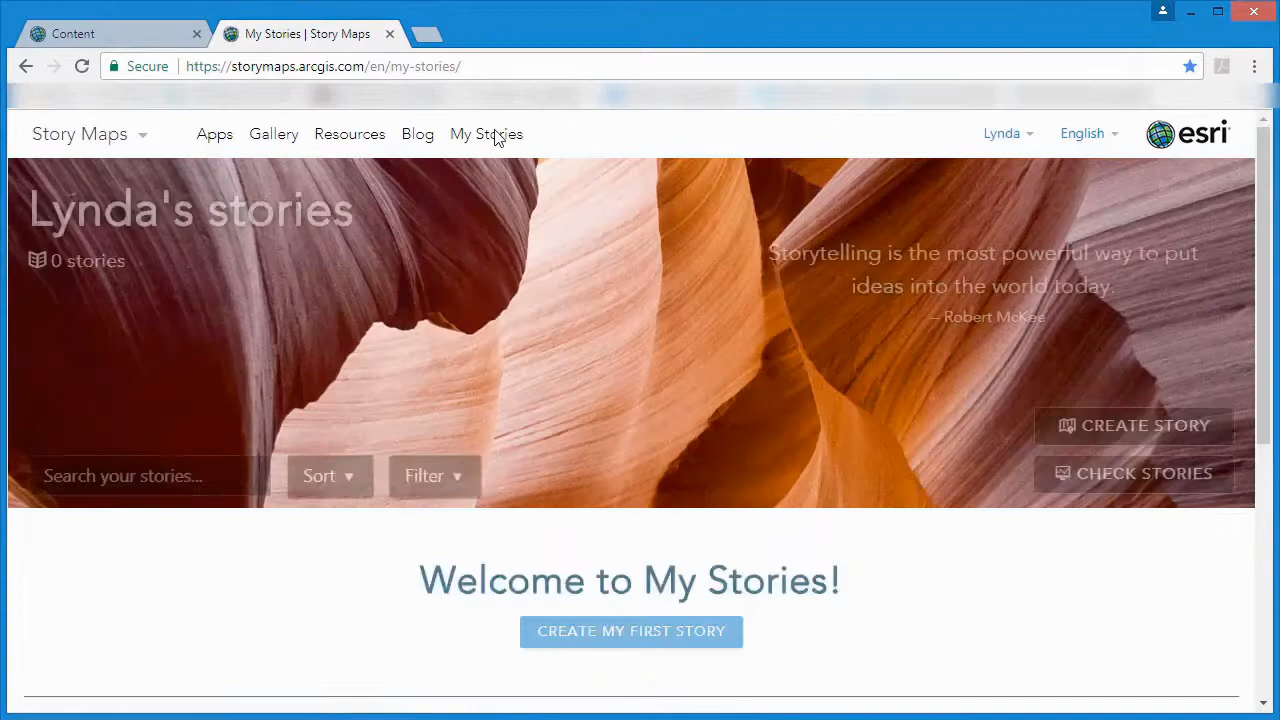 Content
My Stories | Story Maps
Secure
https://storymaps.arcgis.com/en/my-stories/
Story Maps
Apps
Gallery
Resources
Blog
My Stories
Lynda
English
esri
Lynda's stories
0 stories
Storytelling is the most powerful way to put
ideas into the world today.
— Robert McKee
CREATE STORY
CHECK STORIES
Search your stories...
Sort
Filter
Welcome to My Stories!
CREATE MY FIRST STORY